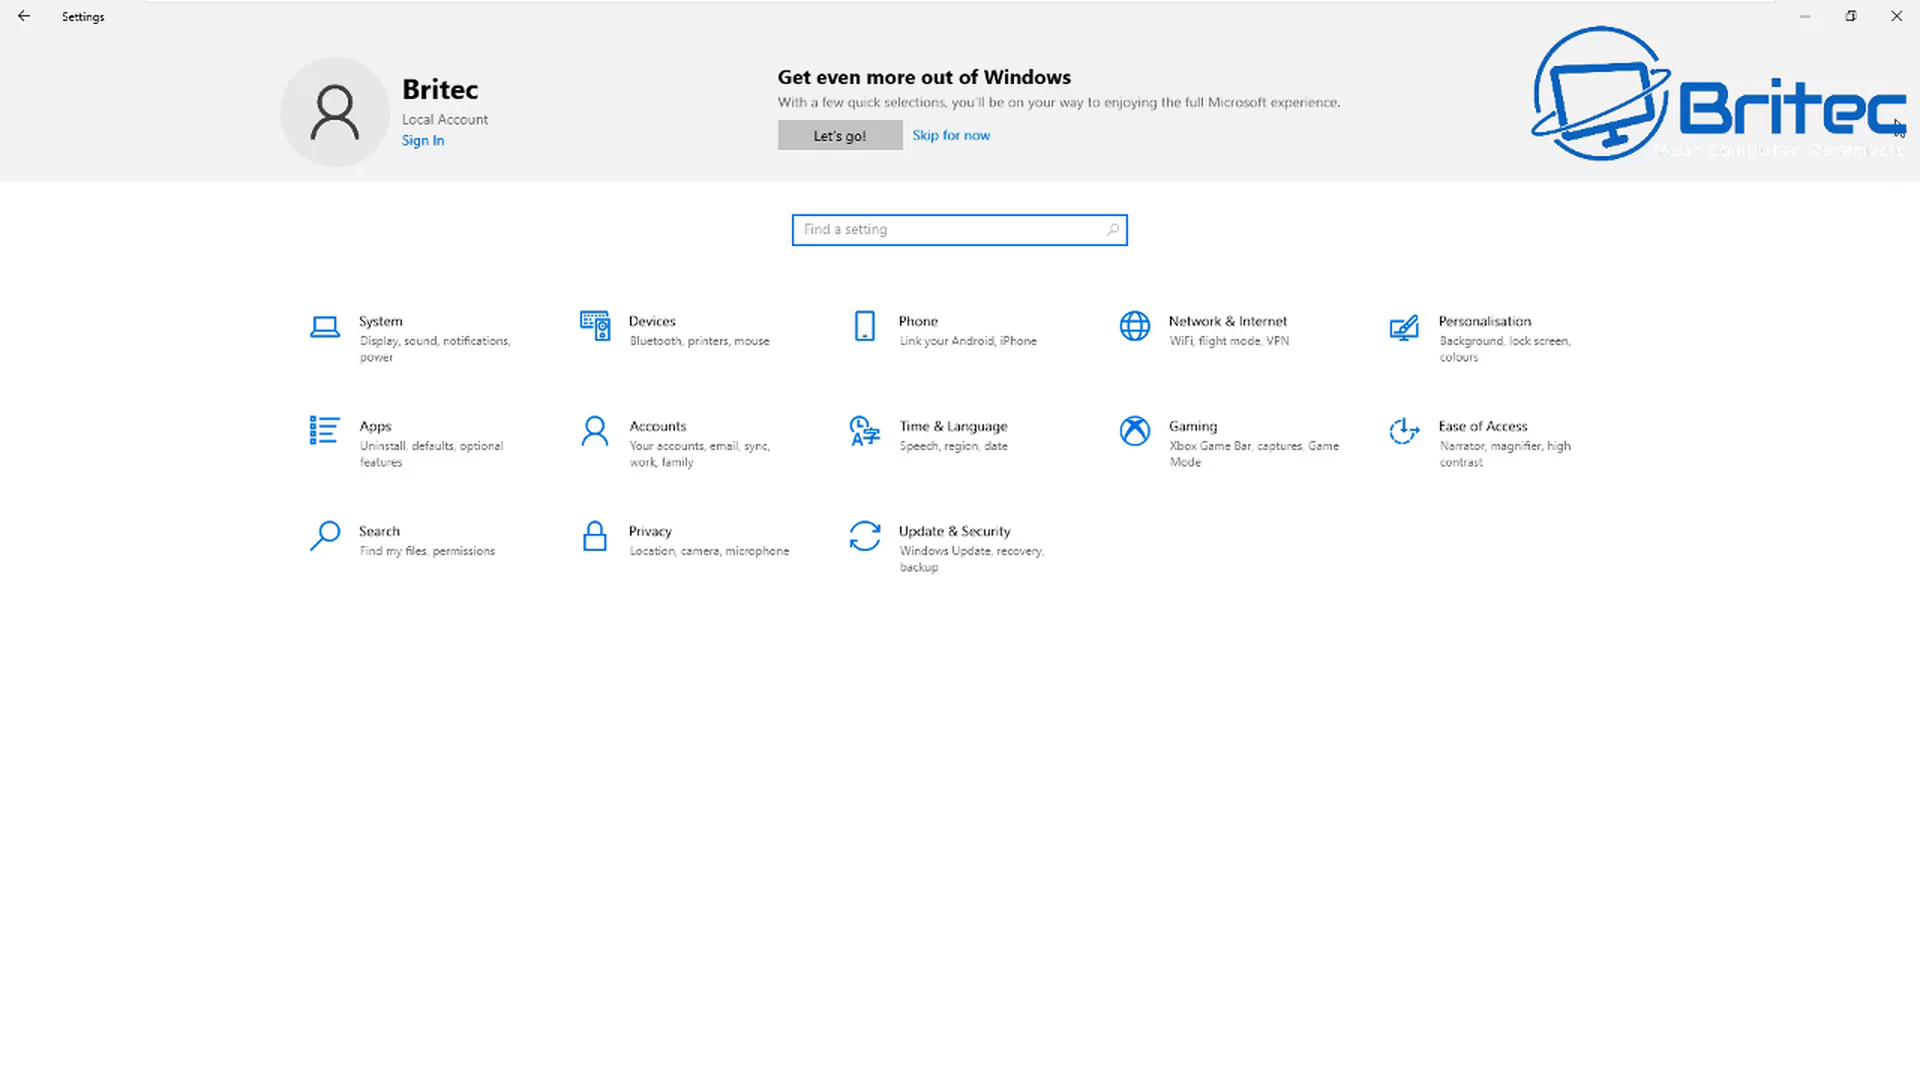 Settings
Britec
Local Account
Sign In
Get even more out of Windows
With a few quick selections, you'll be on your way to enjoying the full Microsoft experience.
Let's go!
Skip for now
Britec
Your Computer Paramedic
Find a setting
System
Display, sound, notifications,
power
Devices
Bluetooth, printers, mouse
Phone
Link your Android, iPhone
Network & Internet
WiFi, flight mode, VPN
Personalisation
Background, lock screen,
colours
Apps
Uninstall, defaults, optional
features
Accounts
Your accounts, email, sync,
work, family
Time & Language
Speech, region, date
Gaming
Xbox Game Bar, captures, Game
Mode
Ease of Access
Narrator, magnifier, high
contrast
Search
Find my files, permissions
Privacy
Location, camera, microphone
Update & Security
Windows Update, recovery,
backup